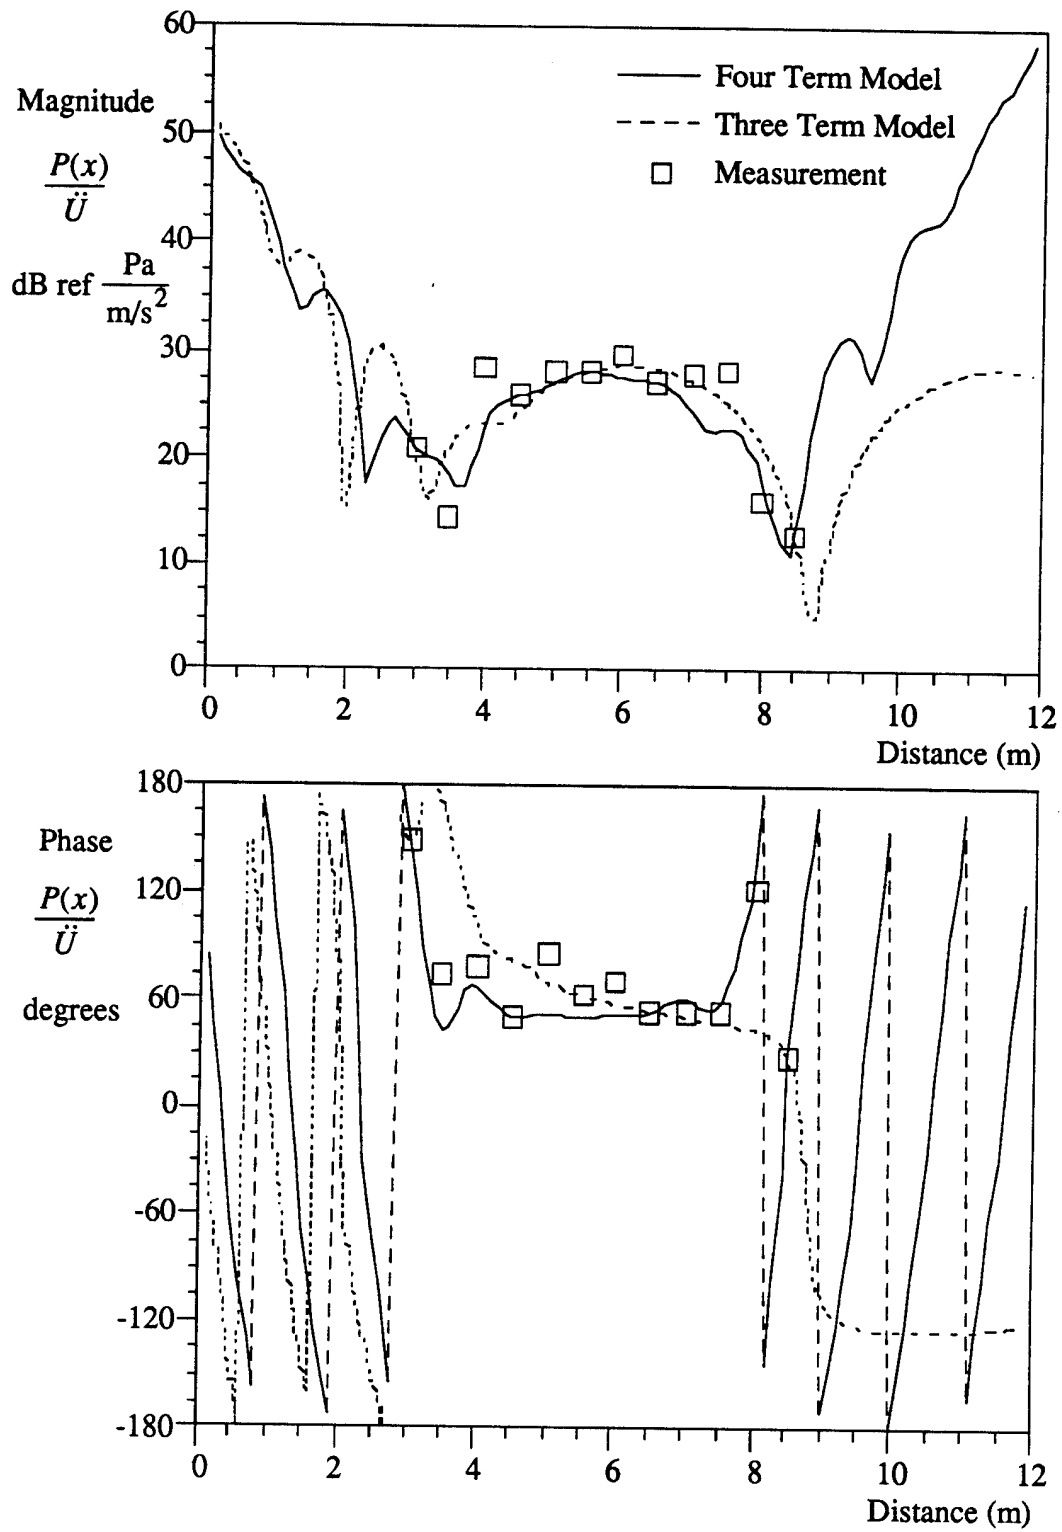 60
Four Term Model
Three Term Model
Measurement
Magnitude
P(x)
Ü
dB ref Pa
m/s²
50
40
30
20
10
0
0 2 4 6 8 10 12
Distance (m)
180
Phase
P(x)
Ü
degrees
120
60
0
-60
-120
-180
0 2 4 6 8 10 12
Distance (m)